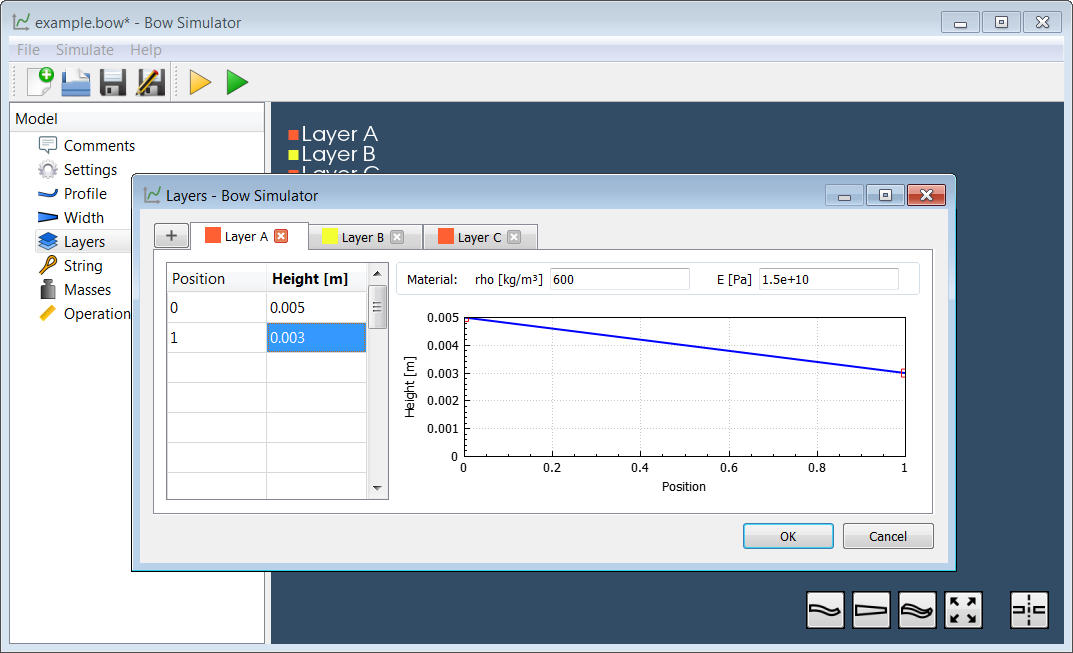 example.bow* - Bow Simulator
File Simulate Help
Model
Comments
Settings
Profile
Width
Layers
String
Masses
Operation
Layer A
Layer B
Layer C
Layers - Bow Simulator
+ Layer A Layer B Layer C
Position Height [m]
0 0.005
1 0.003
Material: rho [kg/m³] 600 E [Pa] 1.5e+10
0.005
0.004
0.003
0.002
0.001
0
Height [m]
0 0.2 0.4 0.6 0.8 1
Position
OK Cancel